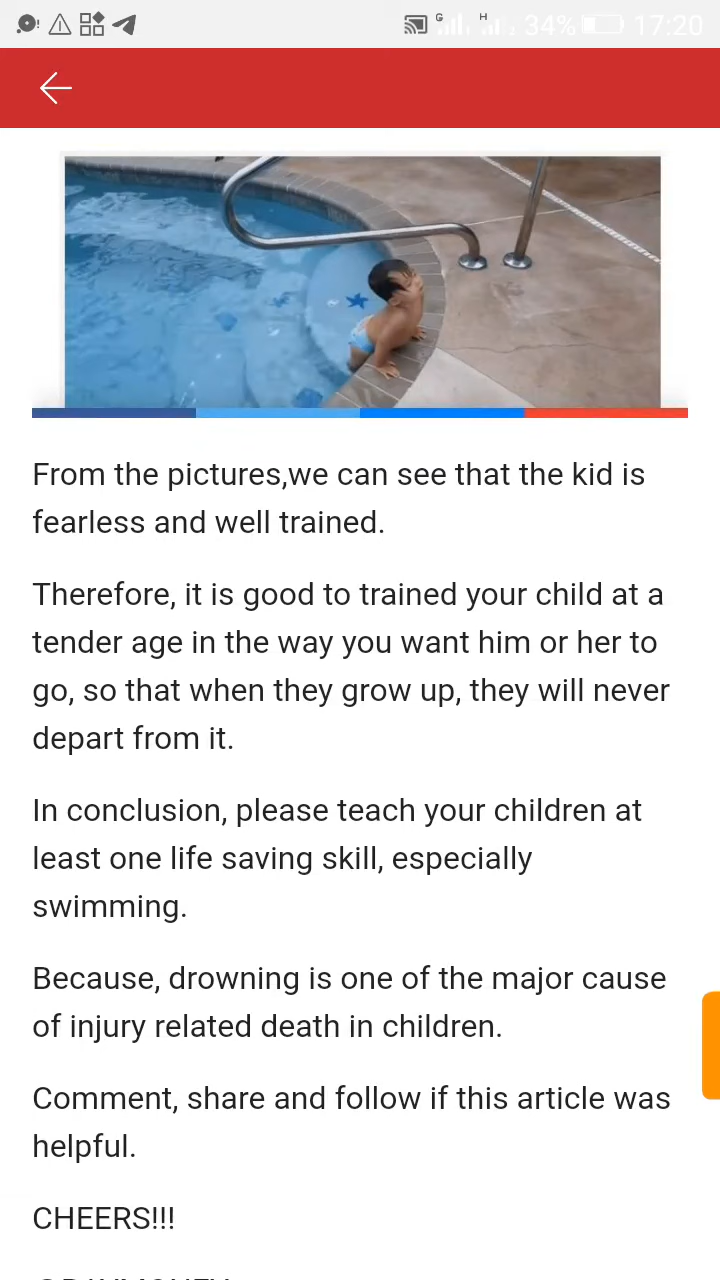 G H 2 34% 17:20
From the pictures,we can see that the kid is
fearless and well trained.
Therefore, it is good to trained your child at a
tender age in the way you want him or her to
go, so that when they grow up, they will never
depart from it.
In conclusion, please teach your children at
least one life saving skill, especially
swimming.
Because, drowning is one of the major cause
of injury related death in children.
Comment, share and follow if this article was
helpful.
CHEERS!!!